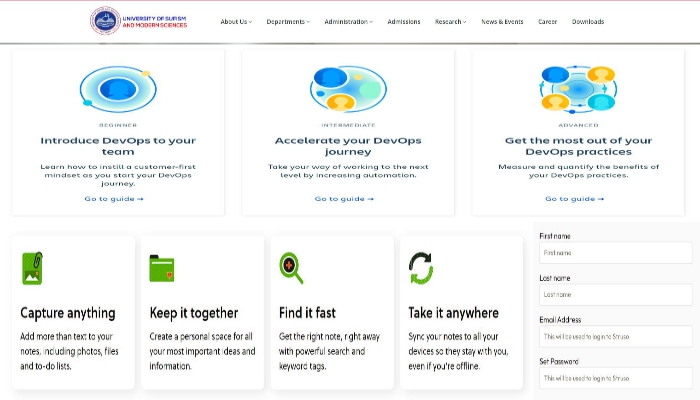 UNIVERSITY OF SUFISM
AND MODERN SCIENCES
About Us
Departments
Administration
Admissions
Research
News & Events
Career
Downloads
BEGINNER
Introduce DevOps to your
team
Learn how to instill a customer-first
mindset as you start your DevOps
journey.
Go to guide →
INTERMEDIATE
Accelerate your DevOps
journey
Take your way of working to the next
level by increasing automation.
Go to guide →
ADVANCED
Get the most out of your
DevOps practices
Measure and quantify the benefits of
your DevOps practices.
Go to guide →
Capture anything
Add more than text to your
notes, including photos, files
and to-do lists.
Keep it together
Create a personal space for all
your most important ideas and
information.
Find it fast
Get the right note, right away
with powerful search and
keyword tags.
Take it anywhere
Sync your notes to all your
devices so they stay with you,
even if you're offline.
First name
First name
Last name
Last name
Email Address
This will be used to login to Struso
Set Password
This will be used to login to Struso